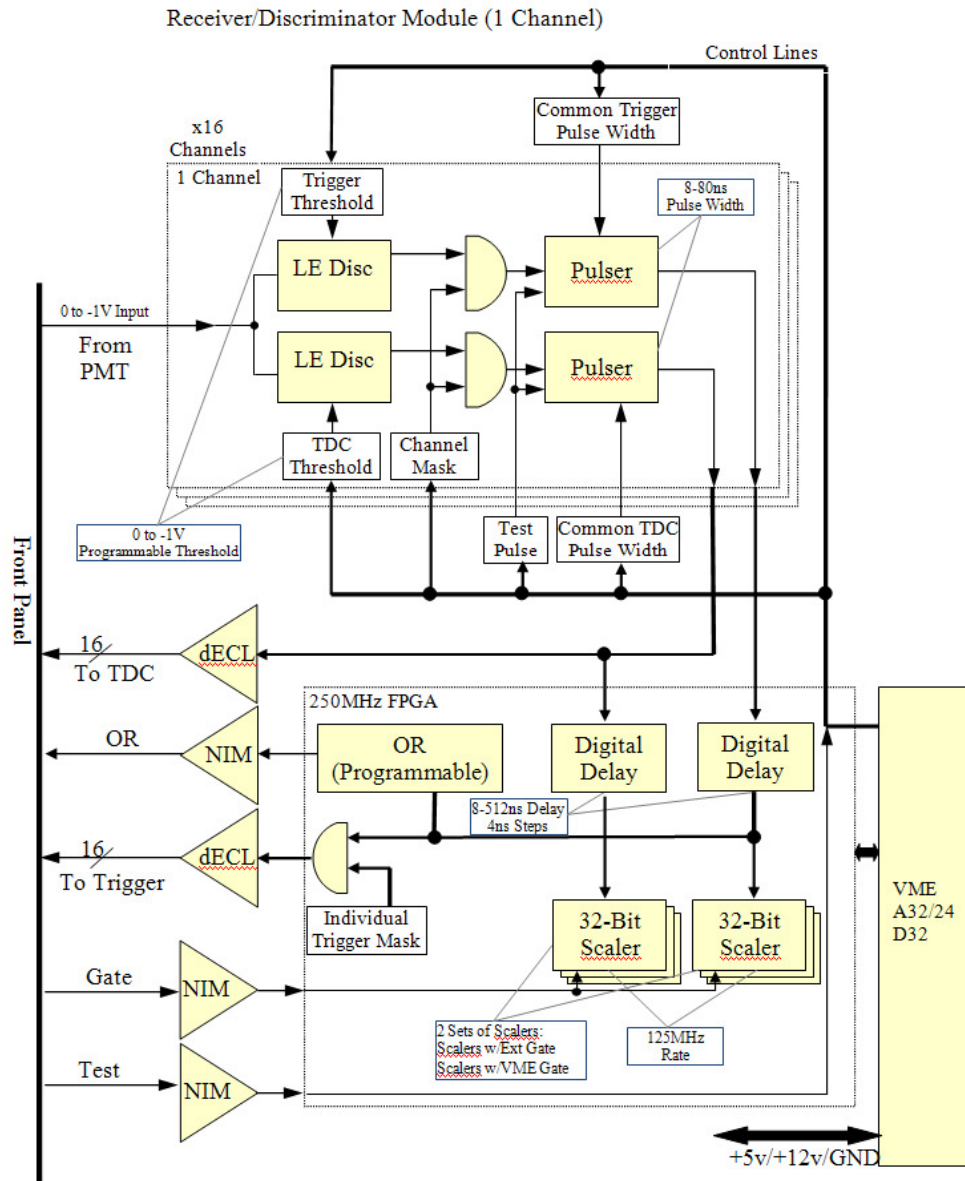 Receiver/Discriminator Module (1 Channel)
Control Lines
Common Trigger
Pulse Width
x16
Channels
1 Channel
Trigger
Threshold
8-80ns
Pulse Width
LE Disc
Pulser
0 to -1V Input
From
PMT
LE Disc
Pulser
TDC
Threshold
Channel
Mask
0 to -1V
Programmable Threshold
Test
Pulse
Common TDC
Pulse Width
Front Panel
16
To TDC
dECL
250MHz FPGA
OR
NIM
OR
(Programmable)
Digital
Delay
Digital
Delay
8-512ns Delay
4ns Steps
16
To Trigger
dECL
Individual
Trigger Mask
32-Bit
Scaler
32-Bit
Scaler
VME
A32/24
D32
Gate
NIM
2 Sets of Scalers:
Scalers w/Ext Gate
Scalers w/VME Gate
125MHz
Rate
Test
NIM
+5v/+12v/GND